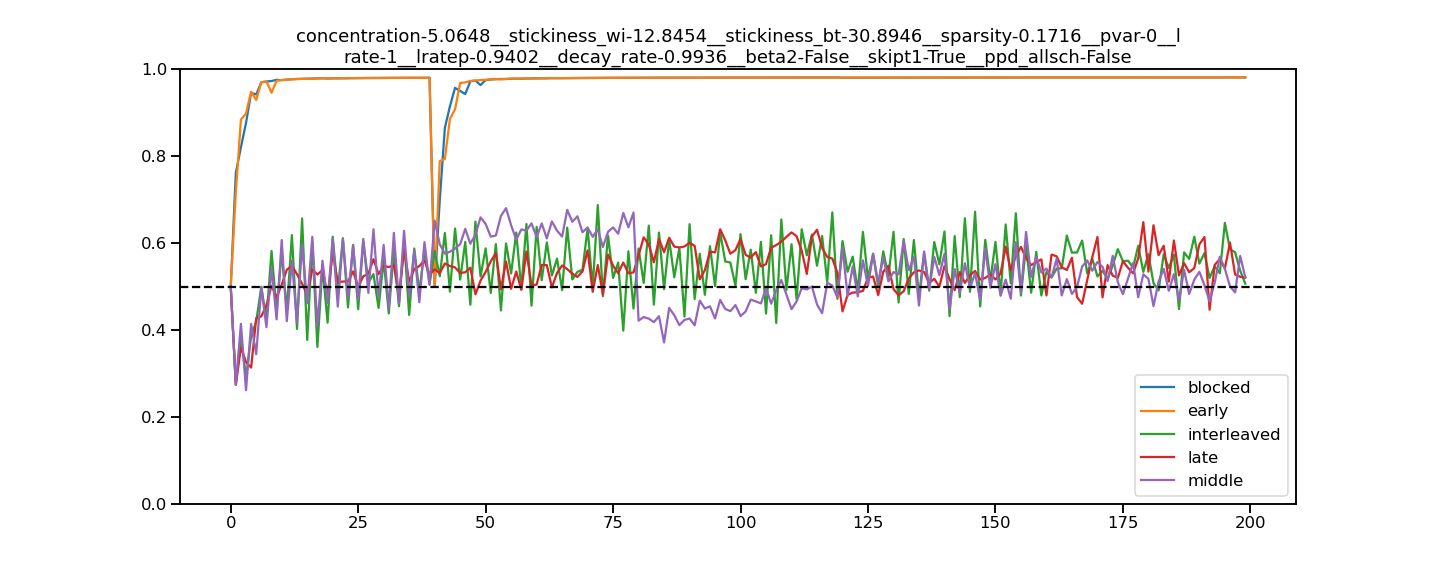 concentration-5.0648__stickiness_wi-12.8454__stickiness_bt-30.8946__sparsity-0.1716__pvar-0__l
rate-1__lratep-0.9402__decay_rate-0.9936__beta2-False__skipt1-True__ppd_allsch-False
1.0
0.8
0.6
0.4
0.2
0.0
0 25 50 75 100 125 150 175 200
blocked
early
interleaved
late
middle